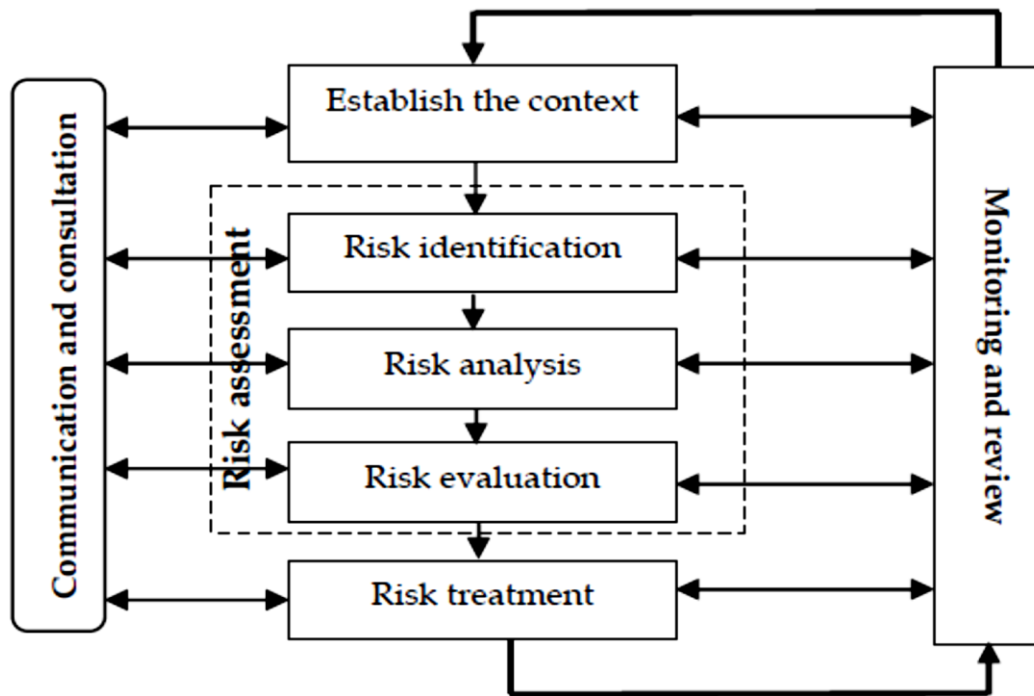 Establish the context
Communication and consultation
Risk assessment
Risk identification
Risk analysis
Risk evaluation
Risk treatment
Monitoring and review